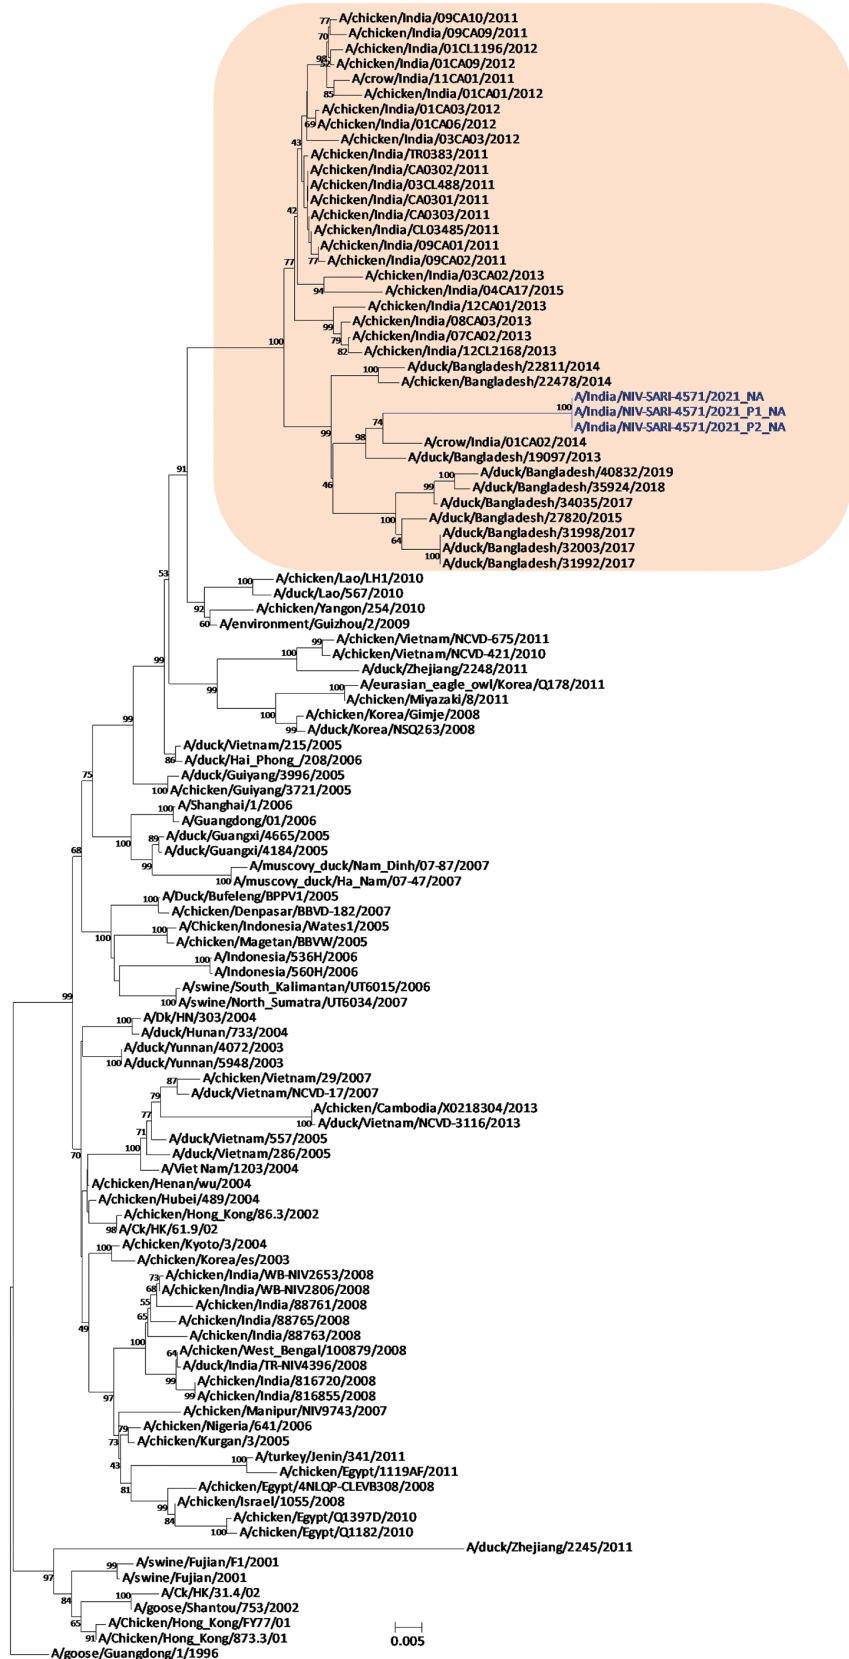 77
A/chicken/India/09CA10/2011
70
A/chicken/India/09CA09/2011
A/chicken/India/01CL1196/2012
98
52
A/chicken/India/01CA09/2012
A/crow/India/11CA01/2011
85
A/chicken/India/01CA01/2012
A/chicken/India/01CA03/2012
69
A/chicken/India/01CA06/2012
A/chicken/India/03CA03/2012
43
A/chicken/India/TR0383/2011
A/chicken/India/CA0302/2011
A/chicken/India/03CL488/2011
A/chicken/India/CA0301/2011
42
A/chicken/India/CA0303/2011
A/chicken/India/CL03485/2011
A/chicken/India/09CA01/2011
77
77
A/chicken/India/09CA02/2011
A/chicken/India/03CA02/2013
94
A/chicken/India/04CA17/2015
A/chicken/India/12CA01/2013
99
A/chicken/India/08CA03/2013
79
A/chicken/India/07CA02/2013
100
82
A/chicken/India/12CL2168/2013
100
A/duck/Bangladesh/22811/2014
A/chicken/Bangladesh/22478/2014
A/India/NIV-SARI-4571/2021_NA
100
A/India/NIV-SARI-4571/2021_P1_NA
74
A/India/NIV-SARI-4571/2021_P2_NA
99
98
A/crow/India/01CA02/2014
A/duck/Bangladesh/19097/2013
91
46
100
A/duck/Bangladesh/40832/2019
99
A/duck/Bangladesh/35924/2018
A/duck/Bangladesh/34035/2017
100
A/duck/Bangladesh/27820/2015
64
A/duck/Bangladesh/31998/2017
A/duck/Bangladesh/32003/2017
100
A/duck/Bangladesh/31992/2017
53
100
A/chicken/Lao/LH1/2010
A/duck/Lao/567/2010
92
A/chicken/Yangon/254/2010
60
A/environment/Guizhou/2/2009
99
A/chicken/Vietnam/NCVD-675/2011
100
A/chicken/Vietnam/NCVD-421/2010
99
A/duck/Zhejiang/2248/2011
99
100
A/eurasian_eagle_owl/Korea/Q178/2011
A/chicken/Miyazaki/8/2011
100
A/chicken/Korea/Gimje/2008
99
99
A/duck/Korea/NSQ263/2008
A/duck/Vietnam/215/2005
86
A/duck/Hai_Phong_/208/2006
75
A/duck/Guiyang/3996/2005
100
A/chicken/Guiyang/3721/2005
100
A/Shanghai/1/2006
A/Guangdong/01/2006
100
89
A/duck/Guangxi/4665/2005
68
A/duck/Guangxi/4184/2005
99
A/muscovy_duck/Nam_Dinh/07-87/2007
100
A/muscovy_duck/Ha_Nam/07-47/2007
100
A/Duck/Bufeleng/BPPV1/2005
A/chicken/Denpasar/BBVD-182/2007
100
100
A/Chicken/Indonesia/Wates1/2005
A/chicken/Magetan/BBVW/2005
100
A/Indonesia/536H/2006
A/Indonesia/560H/2006
A/swine/South_Kalimantan/UT6015/2006
99
100
A/swine/North_Sumatra/UT6034/2007
100
A/Dk/HN/303/2004
A/duck/Hunan/733/2004
A/duck/Yunnan/4072/2003
100
A/duck/Yunnan/5948/2003
87
A/chicken/Vietnam/29/2007
79
A/duck/Vietnam/NCVD-17/2007
77
A/chicken/Cambodia/X0218304/2013
71
100
A/duck/Vietnam/NCVD-3116/2013
A/duck/Vietnam/557/2005
70
100
A/duck/Vietnam/286/2005
A/Viet Nam/1203/2004
A/chicken/Henan/wu/2004
A/chicken/Hubei/489/2004
A/chicken/Hong_Kong/86.3/2002
98
A/Ck/HK/61.9/02
100
A/chicken/Kyoto/3/2004
A/chicken/Korea/es/2003
73
A/chicken/India/WB-NIV2653/2008
68
A/chicken/India/WB-NIV2806/2008
55
A/chicken/India/88761/2008
49
65
A/chicken/India/88765/2008
100
A/chicken/India/88763/2008
64
A/chicken/West_Bengal/100879/2008
A/duck/India/TR-NIV4396/2008
99
A/chicken/India/816720/2008
97
99
A/chicken/India/816855/2008
A/chicken/Manipur/NIV9743/2007
79
A/chicken/Nigeria/641/2006
73
A/chicken/Kurgan/3/2005
43
100
A/turkey/Jenin/341/2011
A/chicken/Egypt/1119AF/2011
81
A/chicken/Egypt/4NLQP-CLEVB308/2008
99
A/chicken/Israel/1055/2008
84
A/chicken/Egypt/Q1397D/2010
100
A/chicken/Egypt/Q1182/2010
A/duck/Zhejiang/2245/2011
97
99
A/swine/Fujian/F1/2001
A/swine/Fujian/2001
84
100
A/Ck/HK/31.4/02
A/goose/Shantou/753/2002
65
A/Chicken/Hong_Kong/FY77/01
91
A/Chicken/Hong_Kong/873.3/01
A/goose/Guangdong/1/1996
0.005